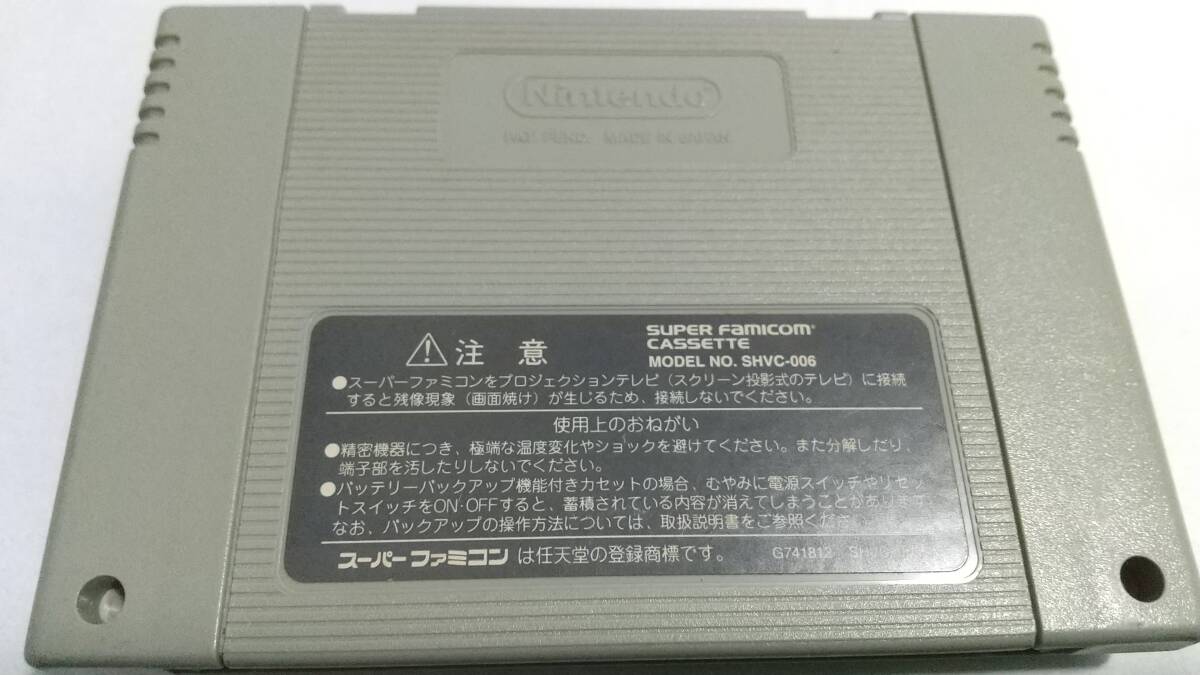 Nintendo
PAT. PEND. MADE IN JAPAN
注意
SUPER FAMICOM
CASSETTE
MODEL NO. SHVC-006
●スーパーファミコンをプロジェクションテレビ（スクリーン投影式のテレビ）に接続
すると残像現象（画面焼け）が生じるため、接続しないでください。
使用上のおねがい
●精密機器につき、極端な温度変化やショックを避けてください。また分解したり、
端子部を汚したりしないでください。
●バッテリーバックアップ機能付きカセットの場合、むやみに電源スイッチやリセッ
トスイッチをON・OFFすると、蓄積されている内容が消えてしまうことがあります
なお、バックアップの操作方法については、取扱説明書をご参照ください
スーパーファミコンは任天堂の登録商標です。 G741812